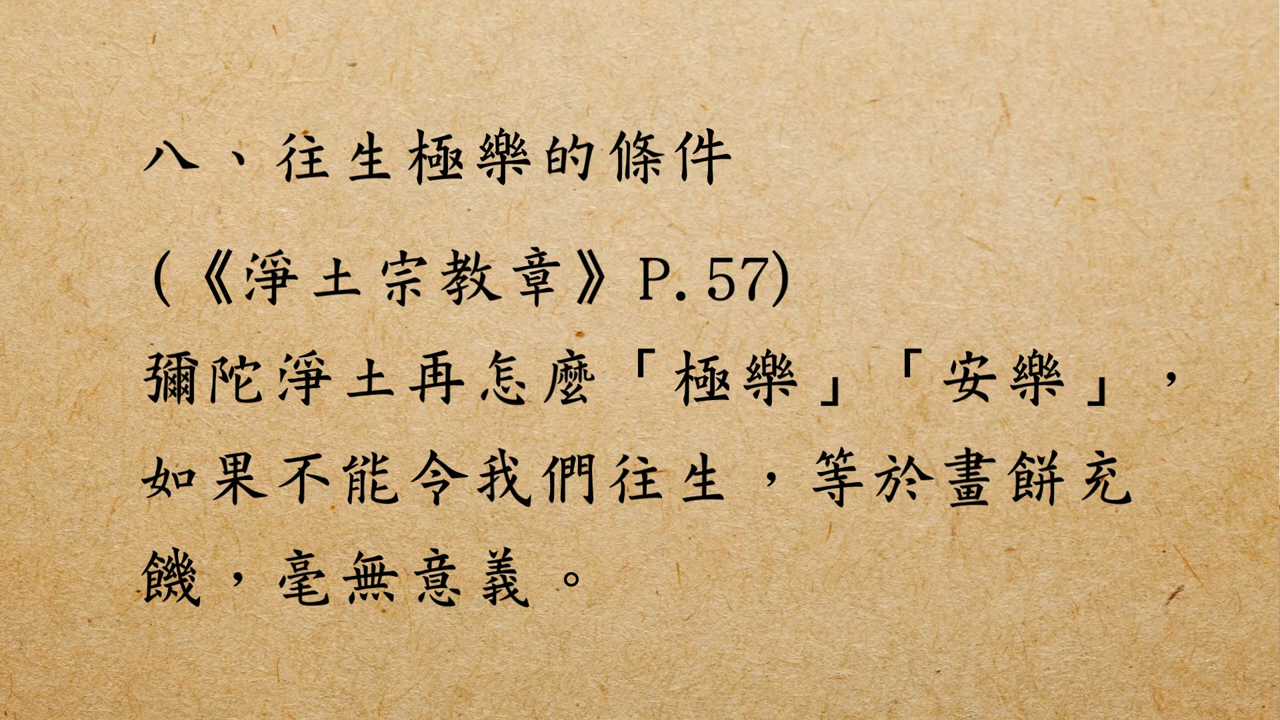 八、往生極樂的條件
(《淨土宗教章》P.57)
彌陀淨土再怎麼「極樂」「安樂」，
如果不能令我們往生，等於畫餅充
饑，毫無意義。